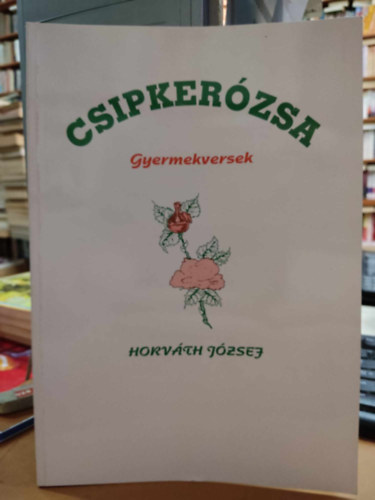 CSIPKERÓZSA
Gyermekversek
HORVÁTH JÓZSEF